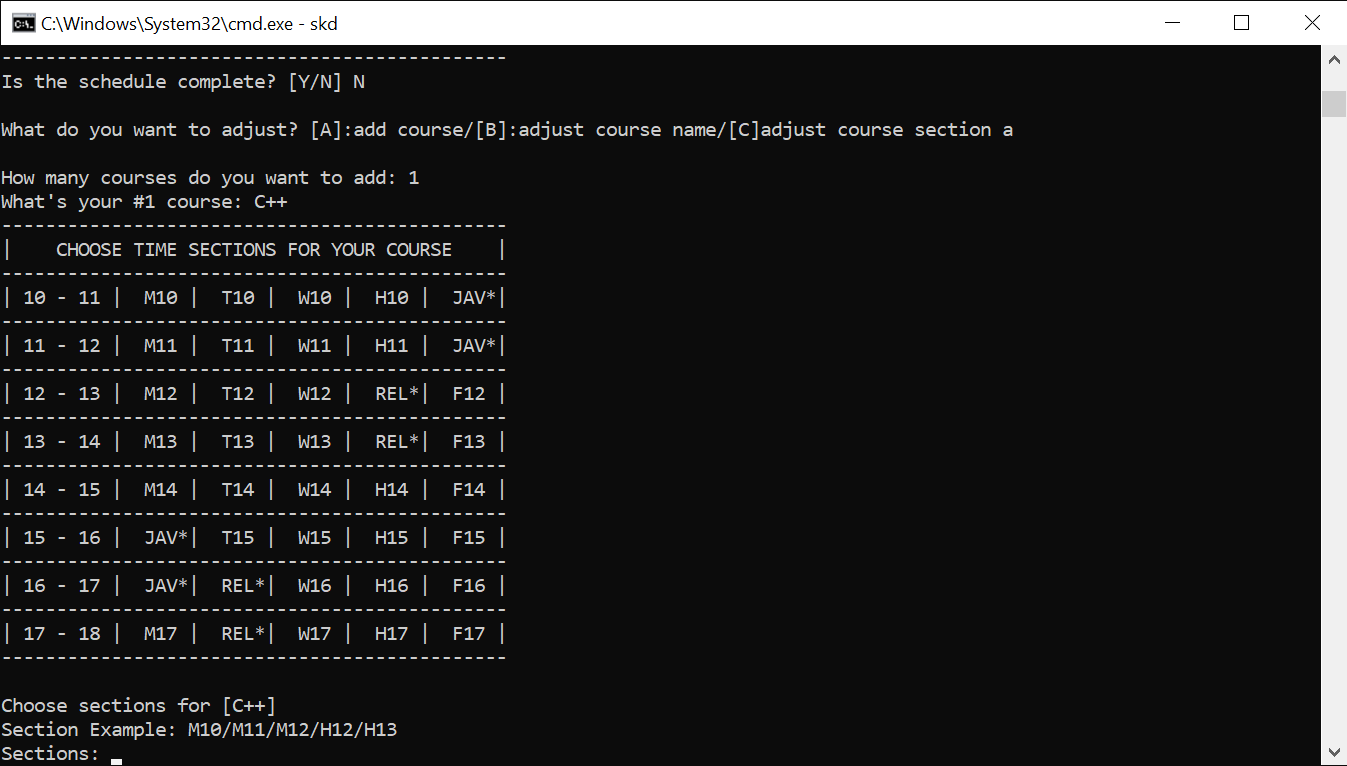 C:\Windows\System32\cmd.exe - skd
----------------------------------------------
Is the schedule complete? [Y/N] N
What do you want to adjust? [A]:add course/[B]:adjust course name/[C]adjust course section a
How many courses do you want to add: 1
What's your #1 course: C++
----------------------------------------------
|    CHOOSE TIME SECTIONS FOR YOUR COURSE    |
----------------------------------------------
| 10 - 11 |  M10 |  T10 |  W10 |  H10 |  JAV*|
----------------------------------------------
| 11 - 12 |  M11 |  T11 |  W11 |  H11 |  JAV*|
----------------------------------------------
| 12 - 13 |  M12 |  T12 |  W12 |  REL*|  F12 |
----------------------------------------------
| 13 - 14 |  M13 |  T13 |  W13 |  REL*|  F13 |
----------------------------------------------
| 14 - 15 |  M14 |  T14 |  W14 |  H14 |  F14 |
----------------------------------------------
| 15 - 16 |  JAV*|  T15 |  W15 |  H15 |  F15 |
----------------------------------------------
| 16 - 17 |  JAV*|  REL*|  W16 |  H16 |  F16 |
----------------------------------------------
| 17 - 18 |  M17 |  REL*|  W17 |  H17 |  F17 |
----------------------------------------------
Choose sections for [C++]
Section Example: M10/M11/M12/H12/H13
Sections: